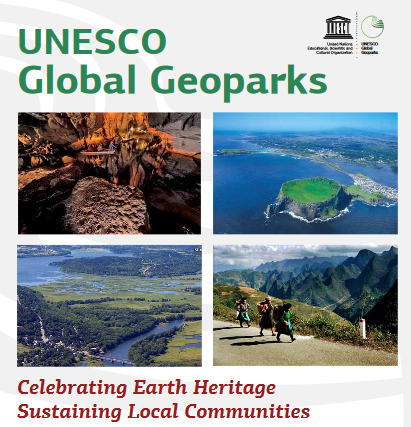 UNESCO
Global Geoparks
United Nations
Educational, Scientific and
Cultural Organization
UNESCO
Global
Geoparks
Celebrating Earth Heritage
Sustaining Local Communities